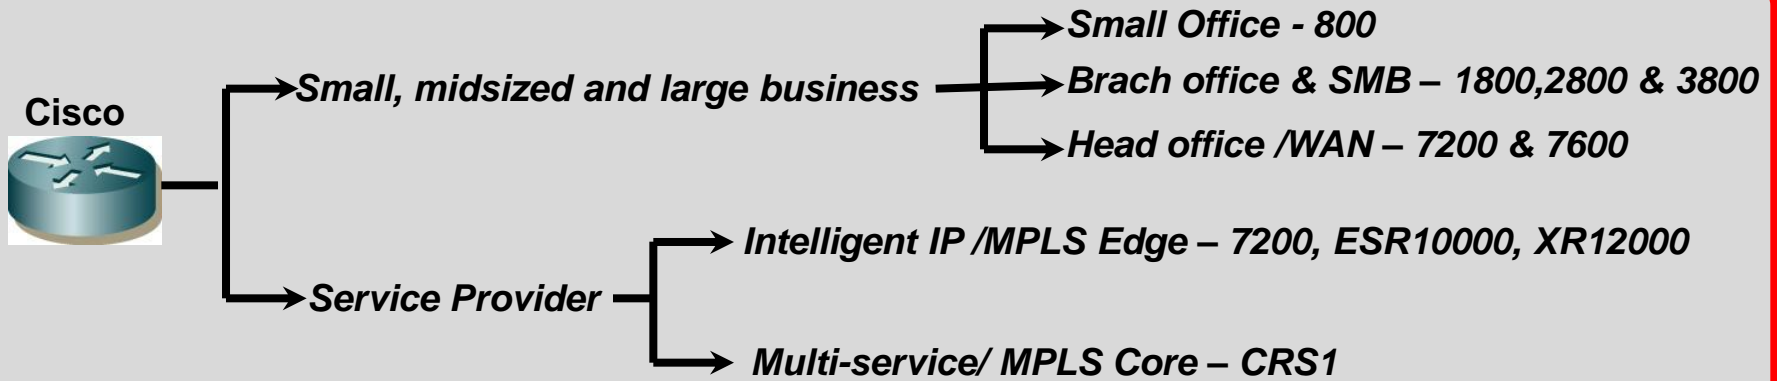 Cisco
Small, midsized and large business
Small Office - 800
Brach office & SMB – 1800,2800 & 3800
Head office /WAN – 7200 & 7600
Service Provider
Intelligent IP /MPLS Edge – 7200, ESR10000, XR12000
Multi-service/ MPLS Core – CRS1